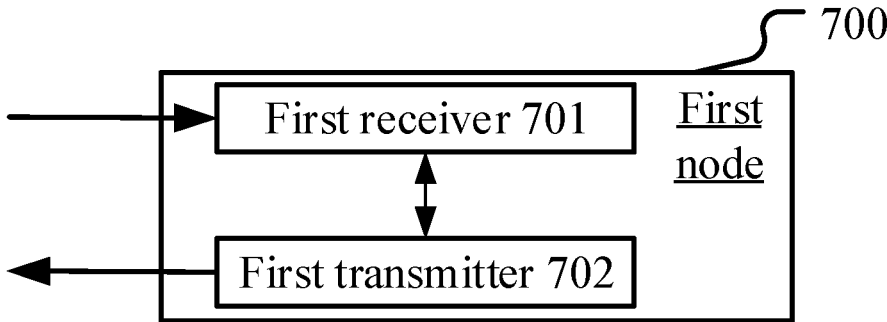 700
First receiver 701
First
node
First transmitter 702